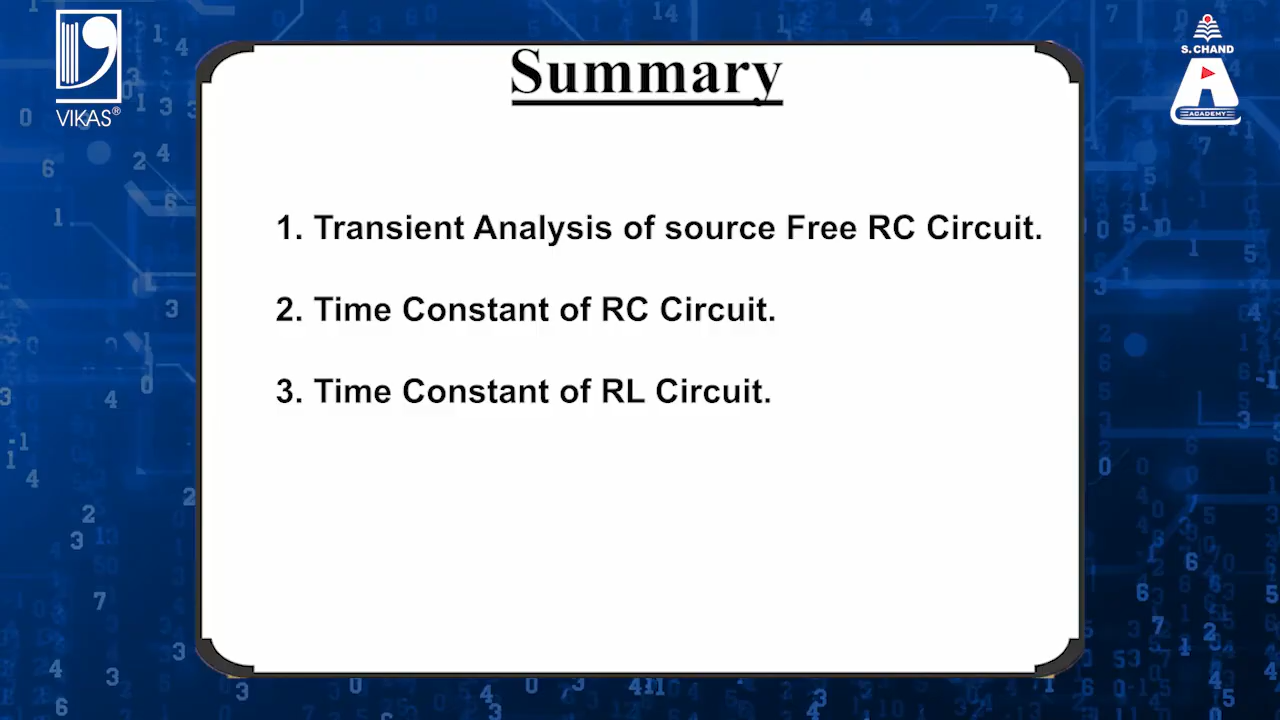 VIKAS®
S.CHAND
ACADEMY
Summary
1. Transient Analysis of source Free RC Circuit.
2. Time Constant of RC Circuit.
3. Time Constant of RL Circuit.